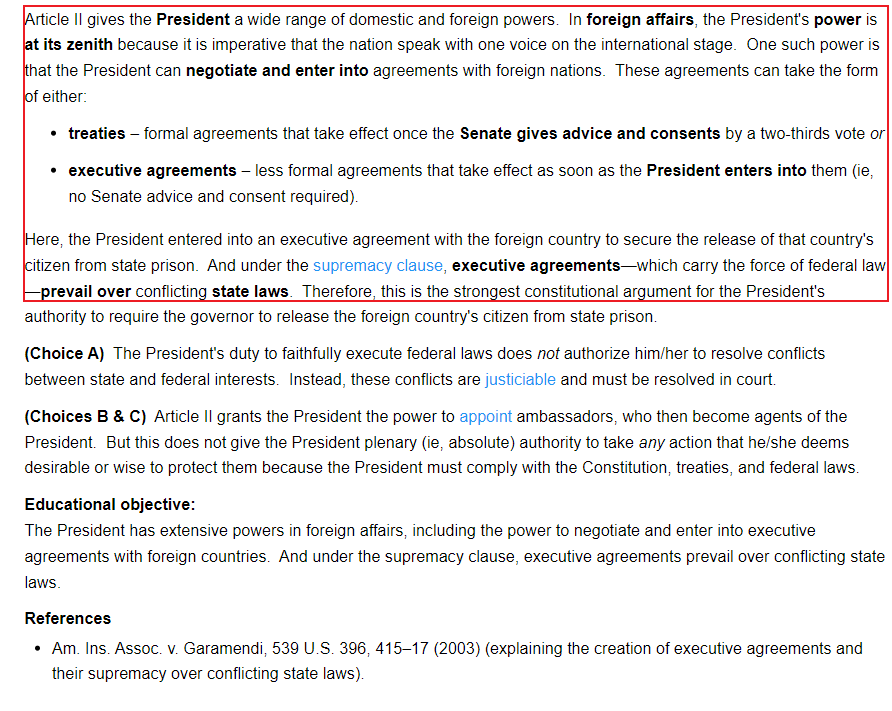 Article II gives the President a wide range of domestic and foreign powers.  In foreign affairs, the President's power is
at its zenith because it is imperative that the nation speak with one voice on the international stage.  One such power is
that the President can negotiate and enter into agreements with foreign nations.  These agreements can take the form
of either:
• treaties – formal agreements that take effect once the Senate gives advice and consents by a two-thirds vote or
• executive agreements – less formal agreements that take effect as soon as the President enters into them (ie,
no Senate advice and consent required).
Here, the President entered into an executive agreement with the foreign country to secure the release of that country's
citizen from state prison.  And under the supremacy clause, executive agreements—which carry the force of federal law
—prevail over conflicting state laws.  Therefore, this is the strongest constitutional argument for the President's
authority to require the governor to release the foreign country's citizen from state prison.
(Choice A)  The President's duty to faithfully execute federal laws does not authorize him/her to resolve conflicts
between state and federal interests.  Instead, these conflicts are justiciable and must be resolved in court.
(Choices B & C)  Article II grants the President the power to appoint ambassadors, who then become agents of the
President.  But this does not give the President plenary (ie, absolute) authority to take any action that he/she deems
desirable or wise to protect them because the President must comply with the Constitution, treaties, and federal laws.
Educational objective:
The President has extensive powers in foreign affairs, including the power to negotiate and enter into executive
agreements with foreign countries.  And under the supremacy clause, executive agreements prevail over conflicting state
laws.
References
• Am. Ins. Assoc. v. Garamendi, 539 U.S. 396, 415–17 (2003) (explaining the creation of executive agreements and
their supremacy over conflicting state laws).